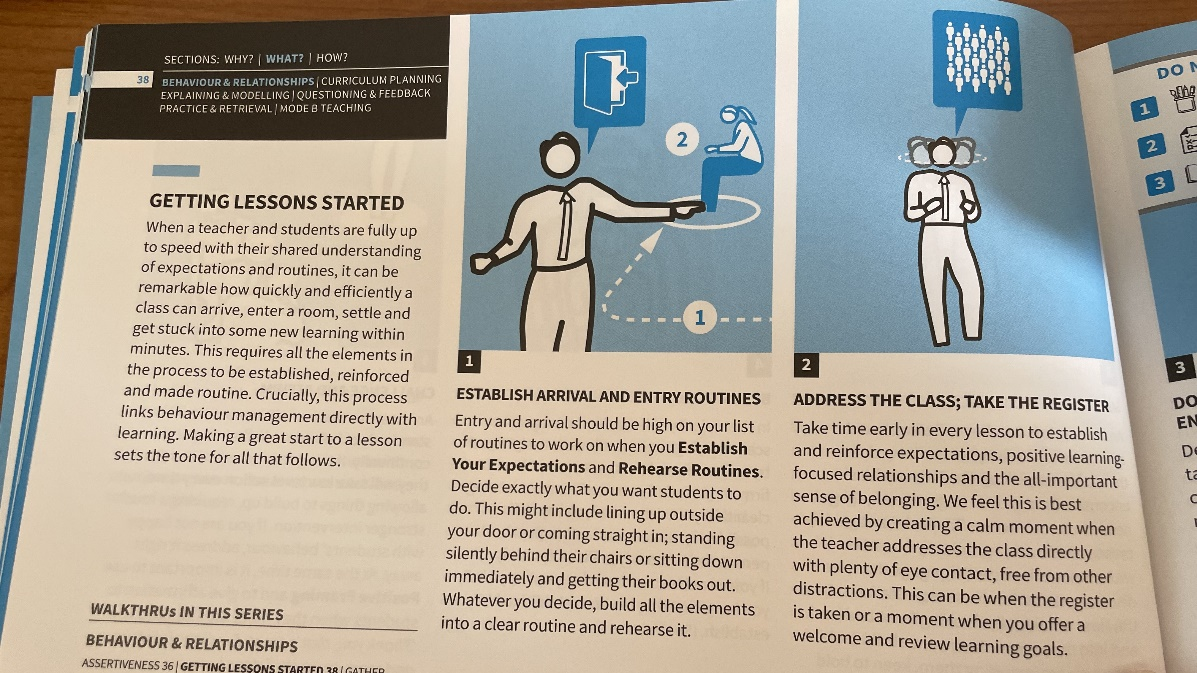 SECTIONS: WHY? | WHAT? | HOW?
38
BEHAVIOUR & RELATIONSHIPS | CURRICULUM PLANNING
EXPLAINING & MODELLING | QUESTIONING & FEEDBACK
PRACTICE & RETRIEVAL | MODE B TEACHING
GETTING LESSONS STARTED
When a teacher and students are fully up
to speed with their shared understanding
of expectations and routines, it can be
remarkable how quickly and efficiently a
class can arrive, enter a room, settle and
get stuck into some new learning within
minutes. This requires all the elements in
the process to be established, reinforced
and made routine. Crucially, this process
links behaviour management directly with
learning. Making a great start to a lesson
sets the tone for all that follows.
WALKTHRUs IN THIS SERIES
BEHAVIOUR & RELATIONSHIPS
ASSERTIVENESS 36 | GETTING LESSONS STARTED 38 | GATHER
2
1
1
ESTABLISH ARRIVAL AND ENTRY ROUTINES
Entry and arrival should be high on your list
of routines to work on when you Establish
Your Expectations and Rehearse Routines.
Decide exactly what you want students to
do. This might include lining up outside
your door or coming straight in; standing
silently behind their chairs or sitting down
immediately and getting their books out.
Whatever you decide, build all the elements
into a clear routine and rehearse it.
2
ADDRESS THE CLASS; TAKE THE REGISTER
Take time early in every lesson to establish
and reinforce expectations, positive learning-
focused relationships and the all-important
sense of belonging. We feel this is best
achieved by creating a calm moment when
the teacher addresses the class directly
with plenty of eye contact, free from other
distractions. This can be when the register
is taken or a moment when you offer a
welcome and review learning goals.
DO
1
2
3
3
DO